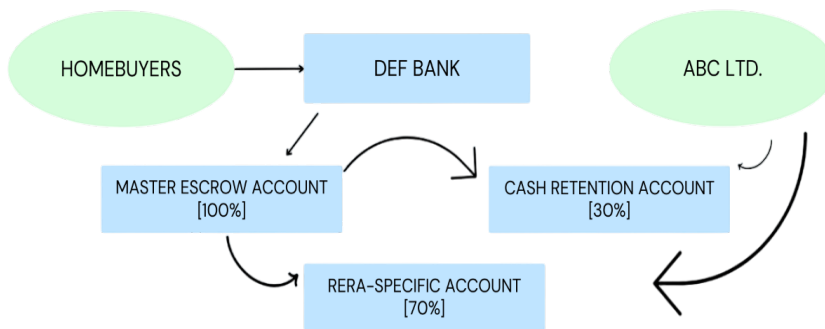 HOMEBUYERS
DEF BANK
ABC LTD.
MASTER ESCROW ACCOUNT
[100%]
CASH RETENTION ACCOUNT
[30%]
RERA-SPECIFIC ACCOUNT
[70%]